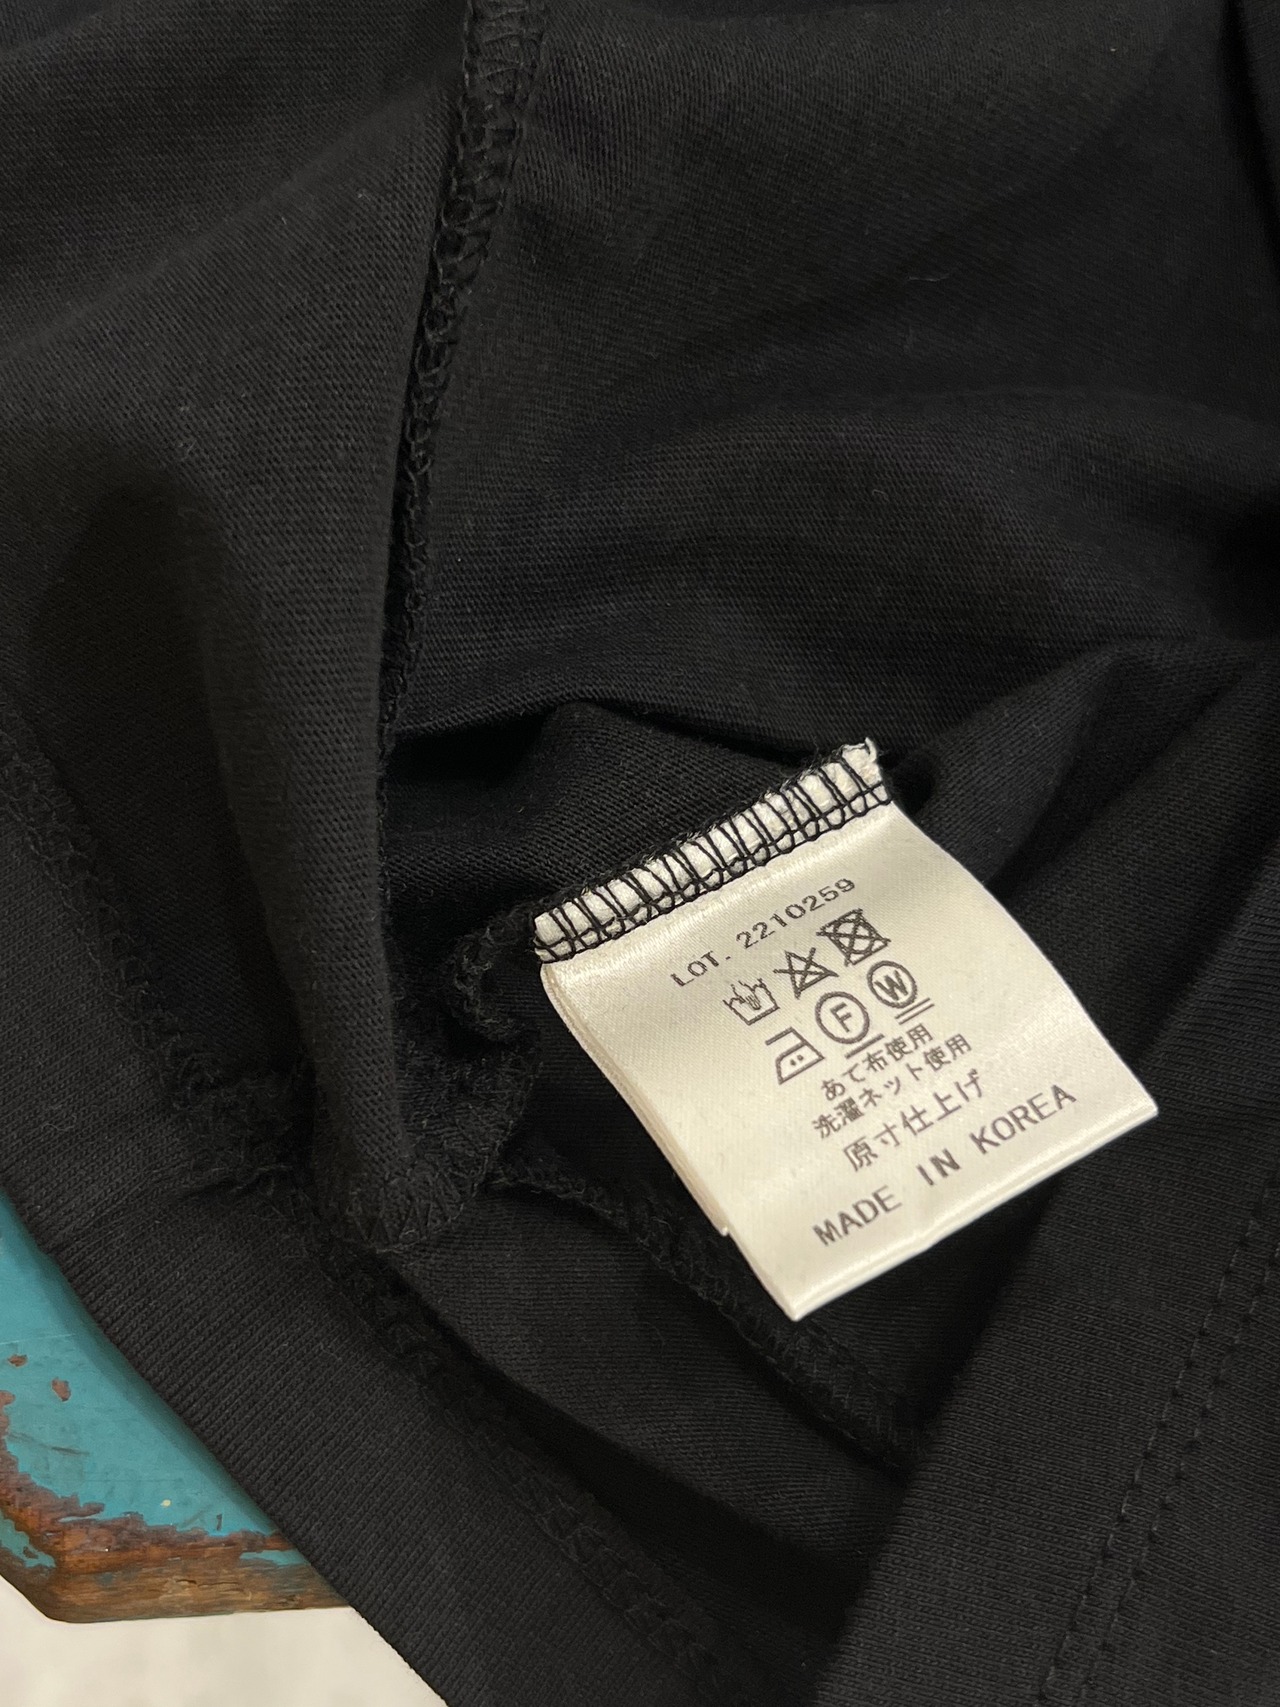 LOT. 2210259
F W
あて布使用
洗濯ネット使用
原寸仕上げ
MADE IN KOREA